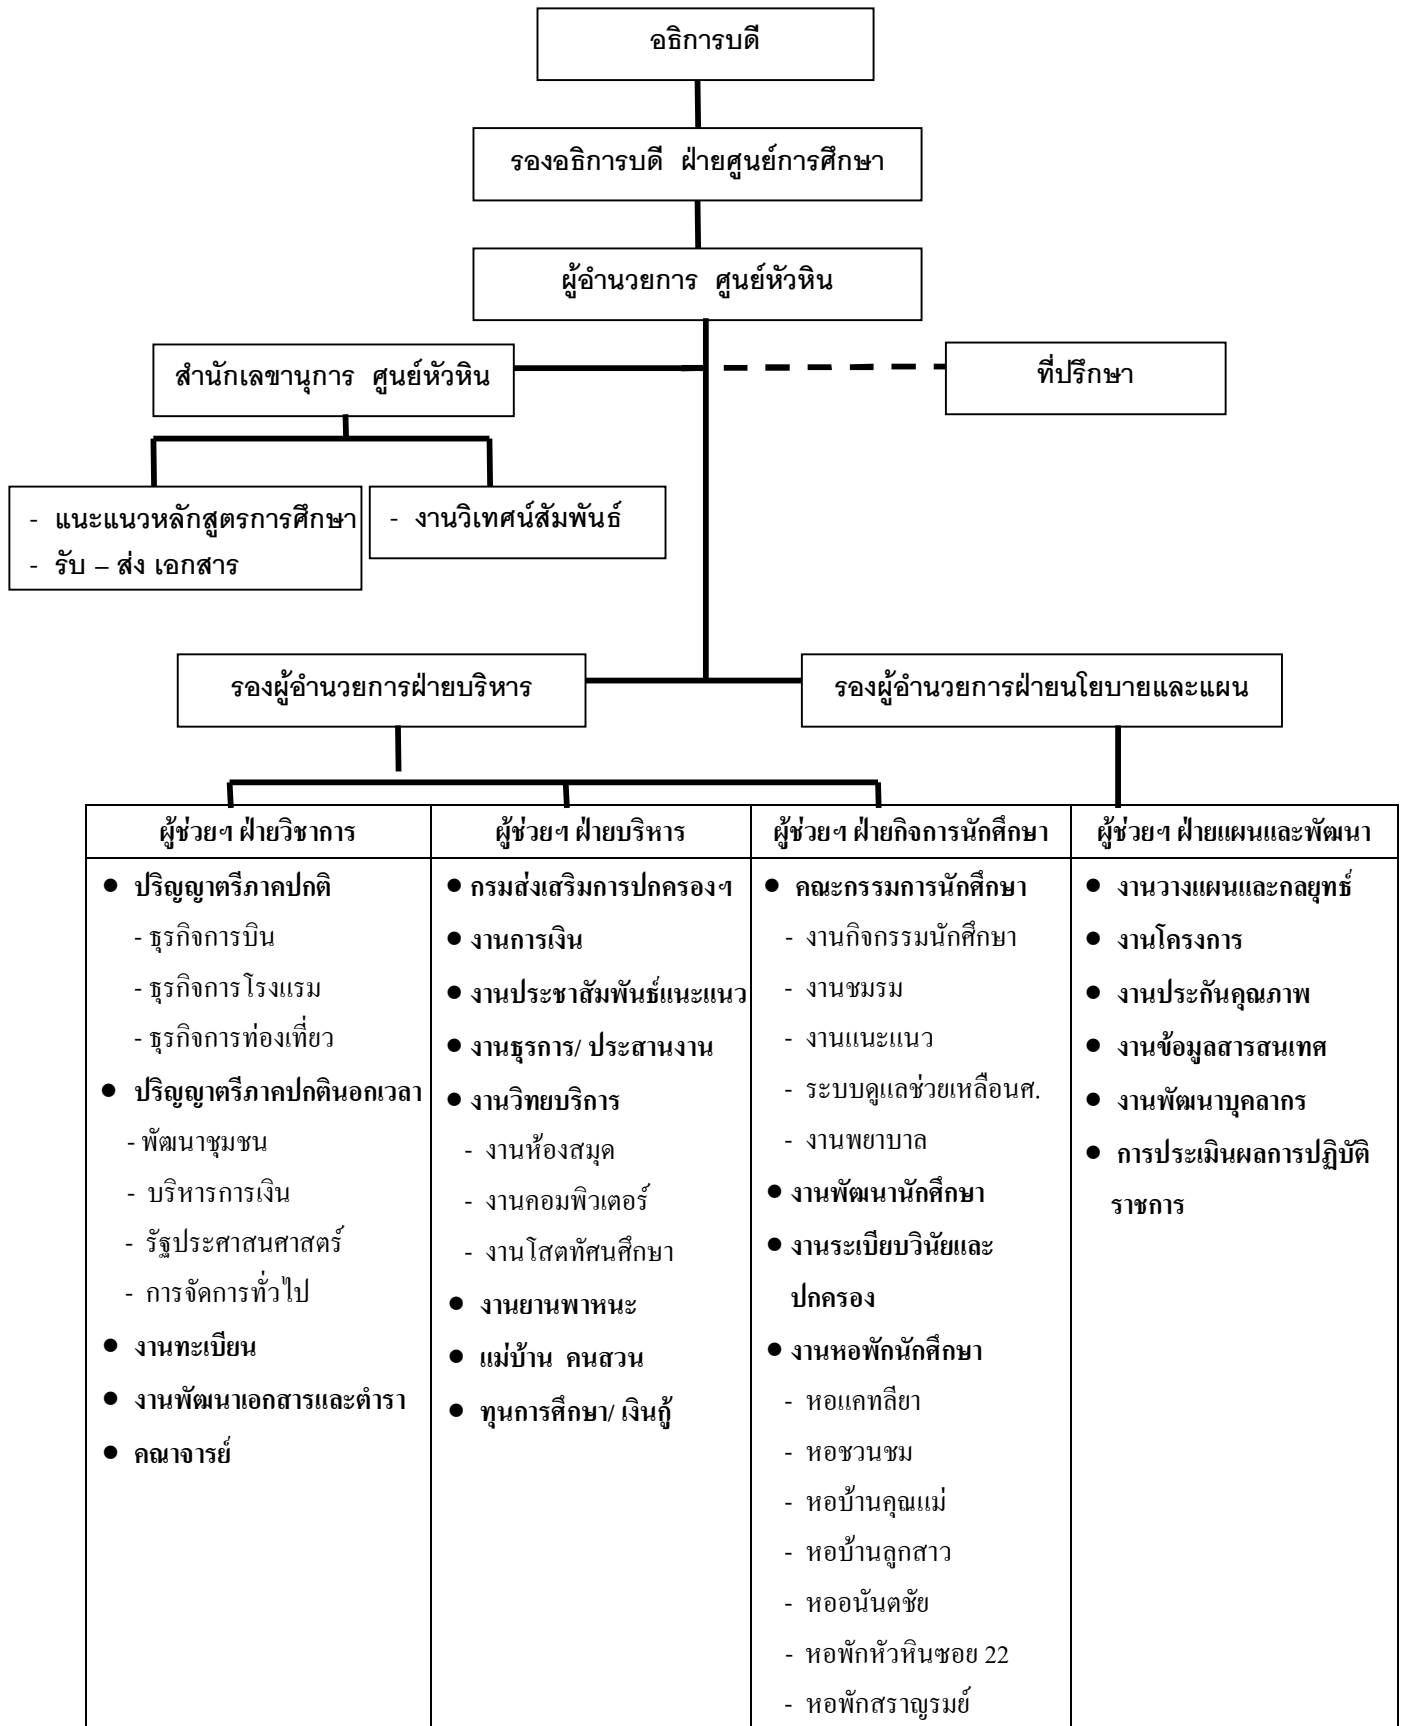 อธิการบดี
รองอธิการบดี ฝ่ายศูนย์การศึกษา
ผู้อำนวยการ ศูนย์หัวหิน
สำนักเลขานุการ ศูนย์หัวหิน
ที่ปรึกษา
- แนะแนวหลักสูตรการศึกษา
- รับ – ส่ง เอกสาร
- งานวิเทศน์สัมพันธ์
รองผู้อำนวยการฝ่ายบริหาร
รองผู้อำนวยการฝ่ายนโยบายและแผน
ผู้ช่วยฯ ฝ่ายวิชาการ
● ปริญญาตรีภาคปกติ
- ธุรกิจการบิน
- ธุรกิจการโรงแรม
- ธุรกิจการท่องเที่ยว
● ปริญญาตรีภาคปกตินอกเวลา
- พัฒนาชุมชน
- บริหารการเงิน
- รัฐประศาสนศาสตร์
- การจัดการทั่วไป
● งานทะเบียน
● งานพัฒนาเอกสารและตำรา
● คณาจารย์
ผู้ช่วยฯ ฝ่ายบริหาร
● กรมส่งเสริมการปกครองฯ
● งานการเงิน
● งานประชาสัมพันธ์แนะแนว
● งานธุรการ/ ประสานงาน
● งานวิทยบริการ
- งานห้องสมุด
- งานคอมพิวเตอร์
- งานโสตทัศนศึกษา
● งานยานพาหนะ
● แม่บ้าน คนสวน
● ทุนการศึกษา/ เงินกู้
ผู้ช่วยฯ ฝ่ายกิจการนักศึกษา
● คณะกรรมการนักศึกษา
- งานกิจกรรมนักศึกษา
- งานชมรม
- งานแนะแนว
- ระบบดูแลช่วยเหลือนศ.
- งานพยาบาล
● งานพัฒนานักศึกษา
● งานระเบียบวินัยและ
ปกครอง
● งานหอพักนักศึกษา
- หอแคทลียา
- หอชวนชม
- หอบ้านคุณแม่
- หอบ้านลูกสาว
- หออนันตชัย
- หอพักหัวหินซอย 22
- หอพักสราญรมย์
ผู้ช่วยฯ ฝ่ายแผนและพัฒนา
● งานวางแผนและกลยุทธ์
● งานโครงการ
● งานประกันคุณภาพ
● งานข้อมูลสารสนเทศ
● งานพัฒนาบุคลากร
● การประเมินผลการปฏิบัติ
ราชการ